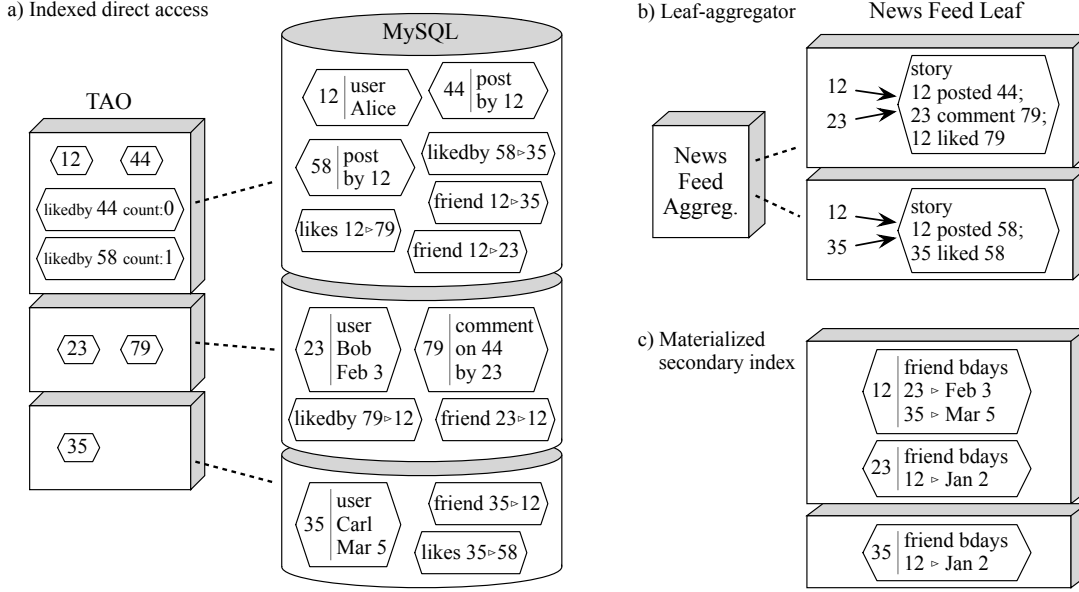 a) Indexed direct access
TAO
12
44
likedby 44 count:0
likedby 58 count:1
23
79
35
MySQL
12 user
Alice
44 post
by 12
58 post
by 12
likedby 58▹35
friend 12▹35
likes 12▹79
friend 12▹23
23 user
Bob
Feb 3
79 comment
on 44
by 23
likedby 79▹12
friend 23▹12
35 user
Carl
Mar 5
friend 35▹12
likes 35▹58
b) Leaf-aggregator
News Feed Leaf
News
Feed
Aggreg.
12
23
story
12 posted 44;
23 comment 79;
12 liked 79
12
35
story
12 posted 58;
35 liked 58
c) Materialized
secondary index
12 friend bdays
23 ▹ Feb 3
35 ▹ Mar 5
23 friend bdays
12 ▹ Jan 2
35 friend bdays
12 ▹ Jan 2